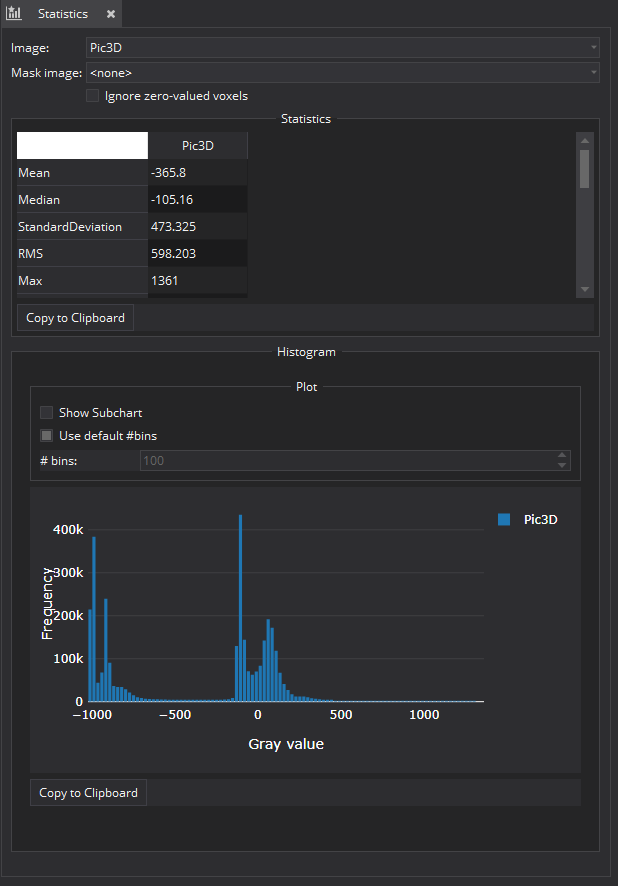 Statistics
Image: Pic3D
Mask image: <none>
Ignore zero-valued voxels
Statistics
Pic3D
Mean -365.8
Median -105.16
StandardDeviation 473.325
RMS 598.203
Max 1361
Copy to Clipboard
Histogram
Plot
Show Subchart
Use default #bins
# bins: 100
Pic3D
400k
300k
200k
100k
0
Frequency
−1000 −500 0 500 1000
Gray value
Copy to Clipboard